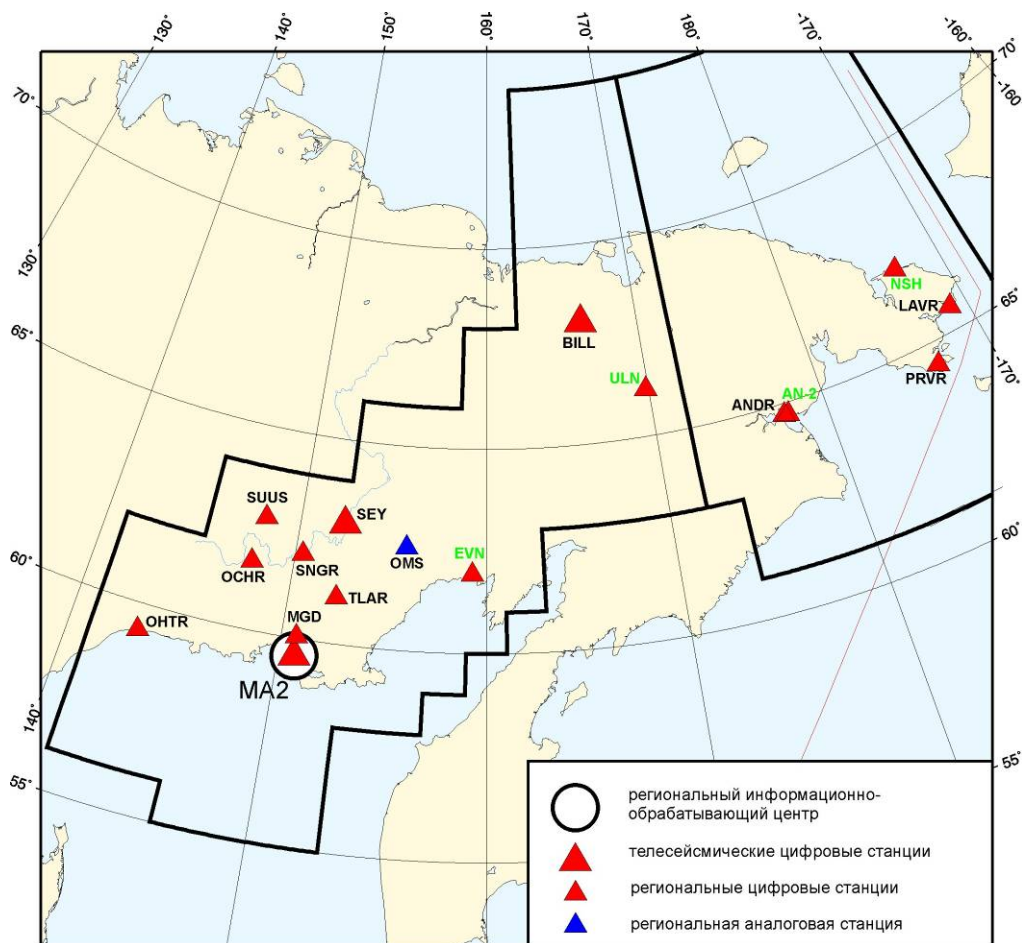 130°
140°
150°
160°
170°
180°
-170°
-160°
70°
-160
70°
130°
65°
60°
140°
55°
65°
-170°
60°
55°
NSH
LAVR
PRVR
BILL
ULN
ANDR
AN-2
SUUS
SEY
OCHR
SNGR
OMS
EVN
TLAR
OHTR
MGD
MA2
региональный информационно-
обрабатывающий центр
телесейсмические цифровые станции
региональные цифровые станции
региональная аналоговая станция